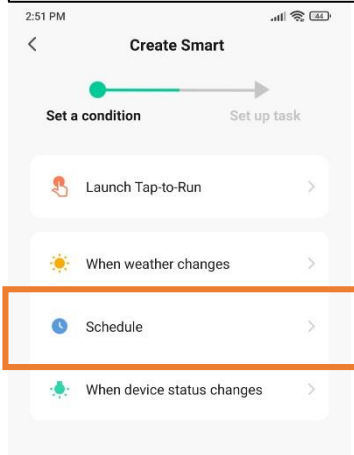 2:51 PM 44
Create Smart
Set a condition Set up task
Launch Tap-to-Run
When weather changes
Schedule
When device status changes